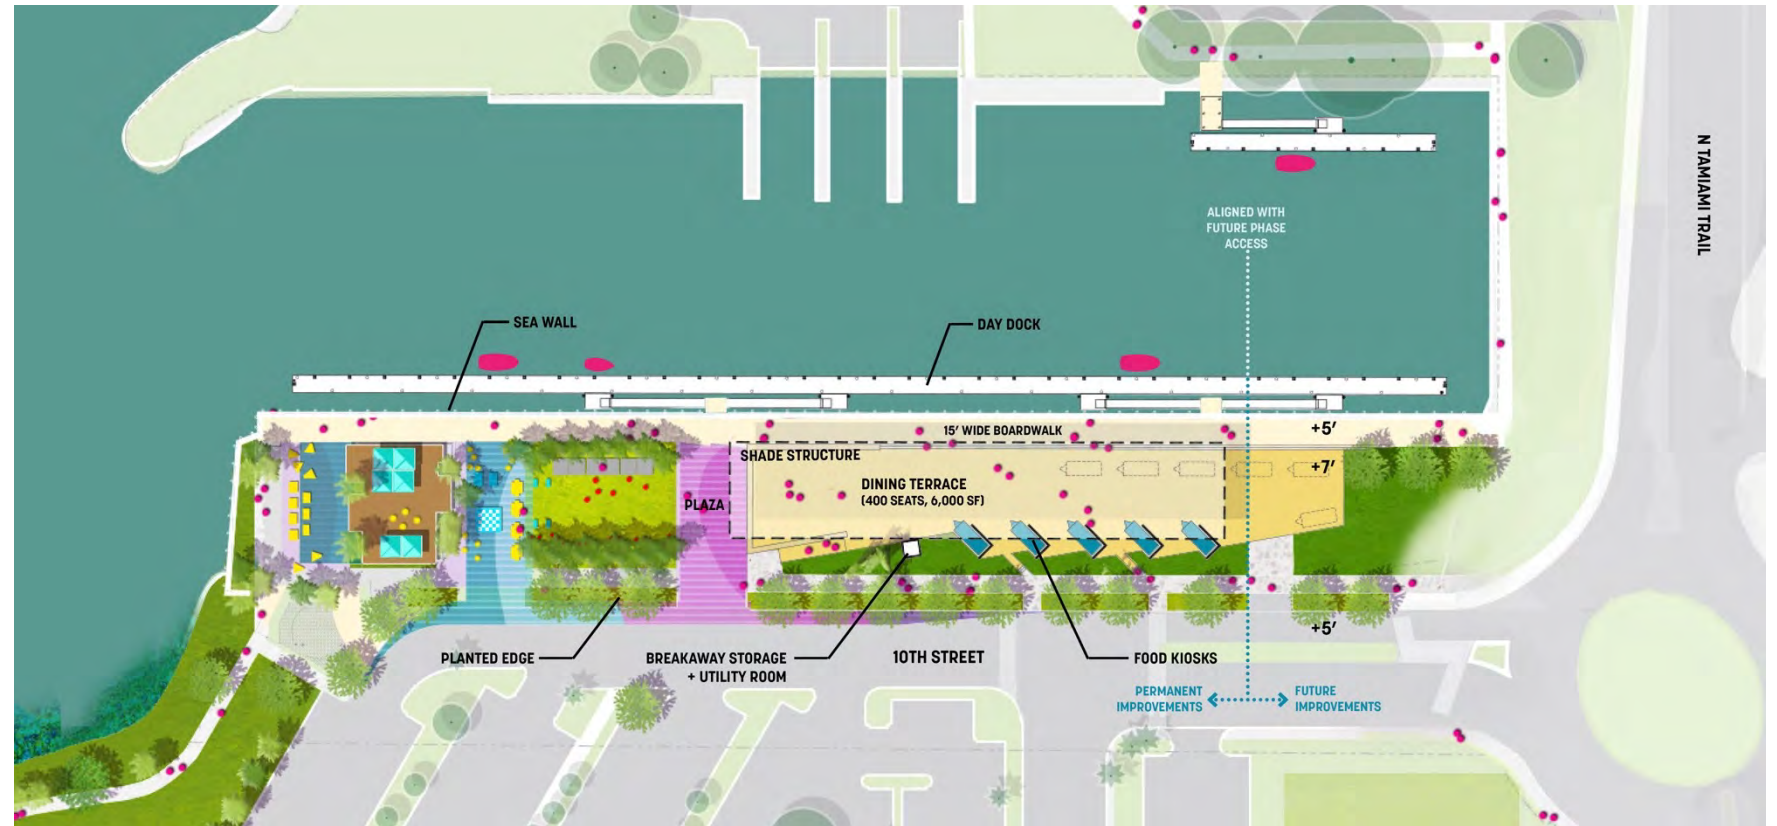 N TAMIAMI TRAIL
ALIGNED WITH
FUTURE PHASE
ACCESS
SEA WALL
DAY DOCK
15' WIDE BOARDWALK
+5'
SHADE STRUCTURE
+7'
DINING TERRACE
(400 SEATS, 6,000 SF)
PLAZA
+5'
PLANTED EDGE
BREAKAWAY STORAGE
+ UTILITY ROOM
10TH STREET
FOOD KIOSKS
PERMANENT
IMPROVEMENTS
FUTURE
IMPROVEMENTS